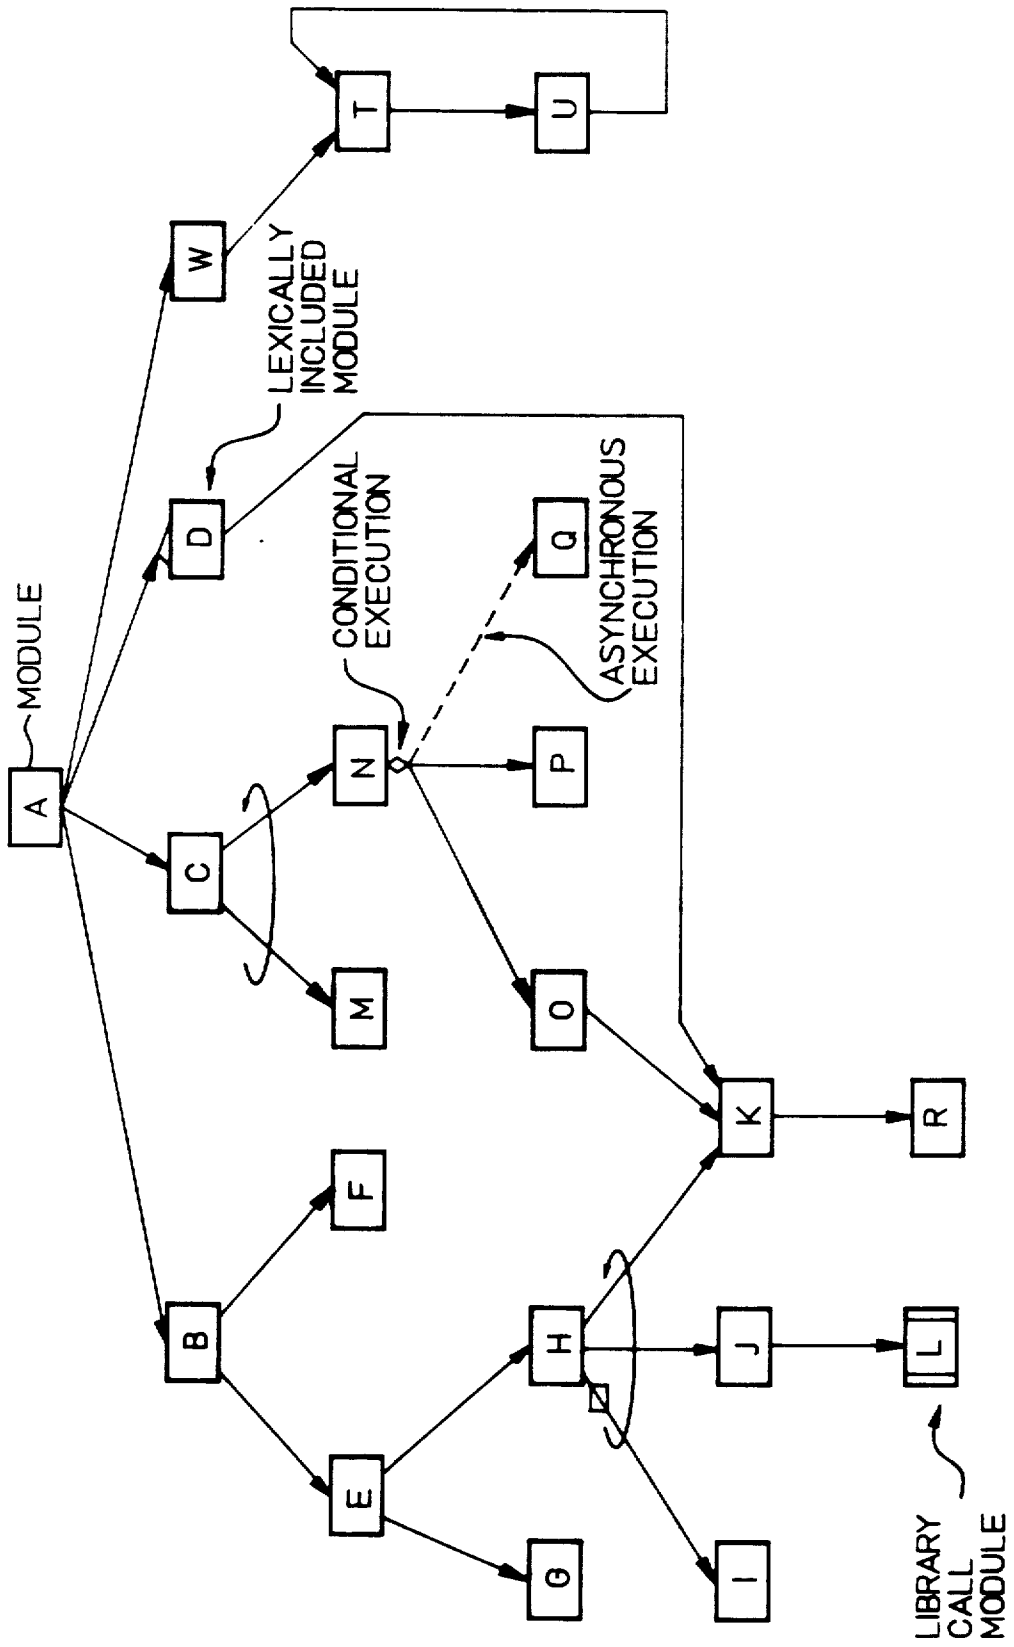 A
MODULE
B
C
D
W
LEXICALLY
INCLUDED
MODULE
E
F
M
N
CONDITIONAL
EXECUTION
T
G
H
O
P
Q
U
ASYNCHRONOUS
EXECUTION
I
J
K
L
R
LIBRARY
CALL
MODULE